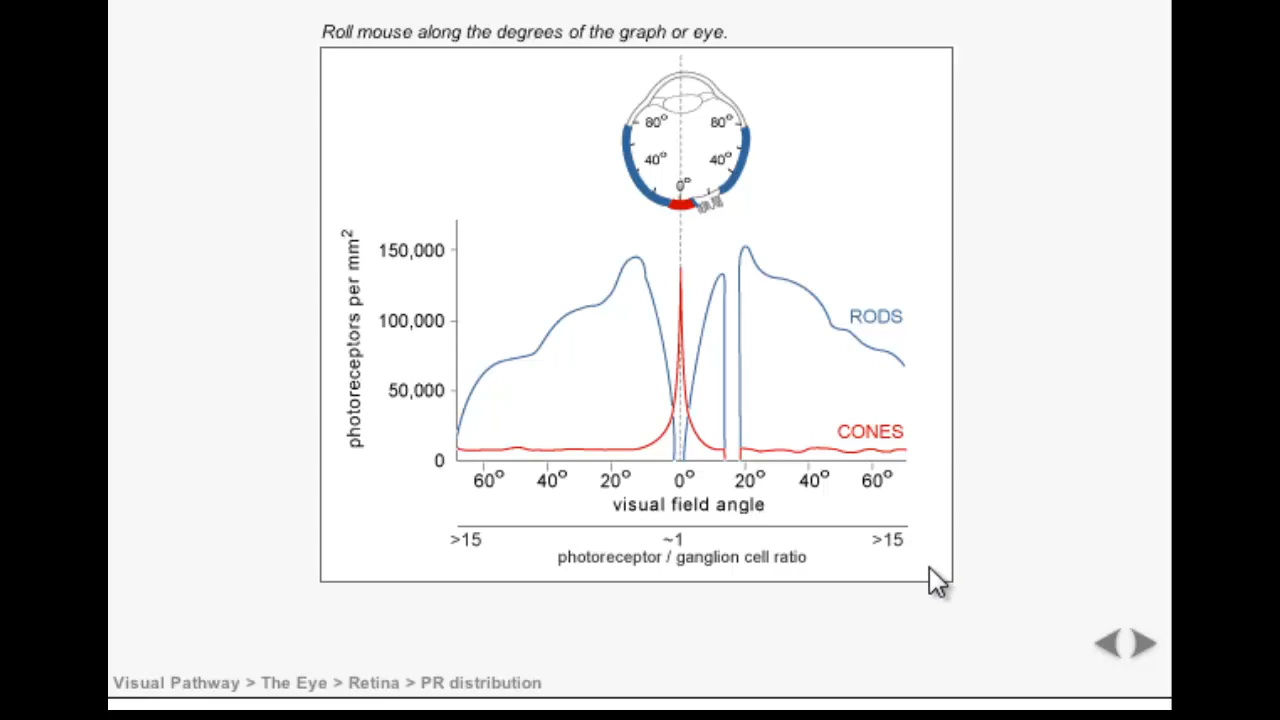 Roll mouse along the degrees of the graph or eye.
80° 80°
40° 40°
0°
photoreceptors per mm²
150,000
100,000
50,000
0
RODS
CONES
60° 40° 20° 0° 20° 40° 60°
visual field angle
>15 ~1 >15
photoreceptor / ganglion cell ratio
Visual Pathway > The Eye > Retina > PR distribution